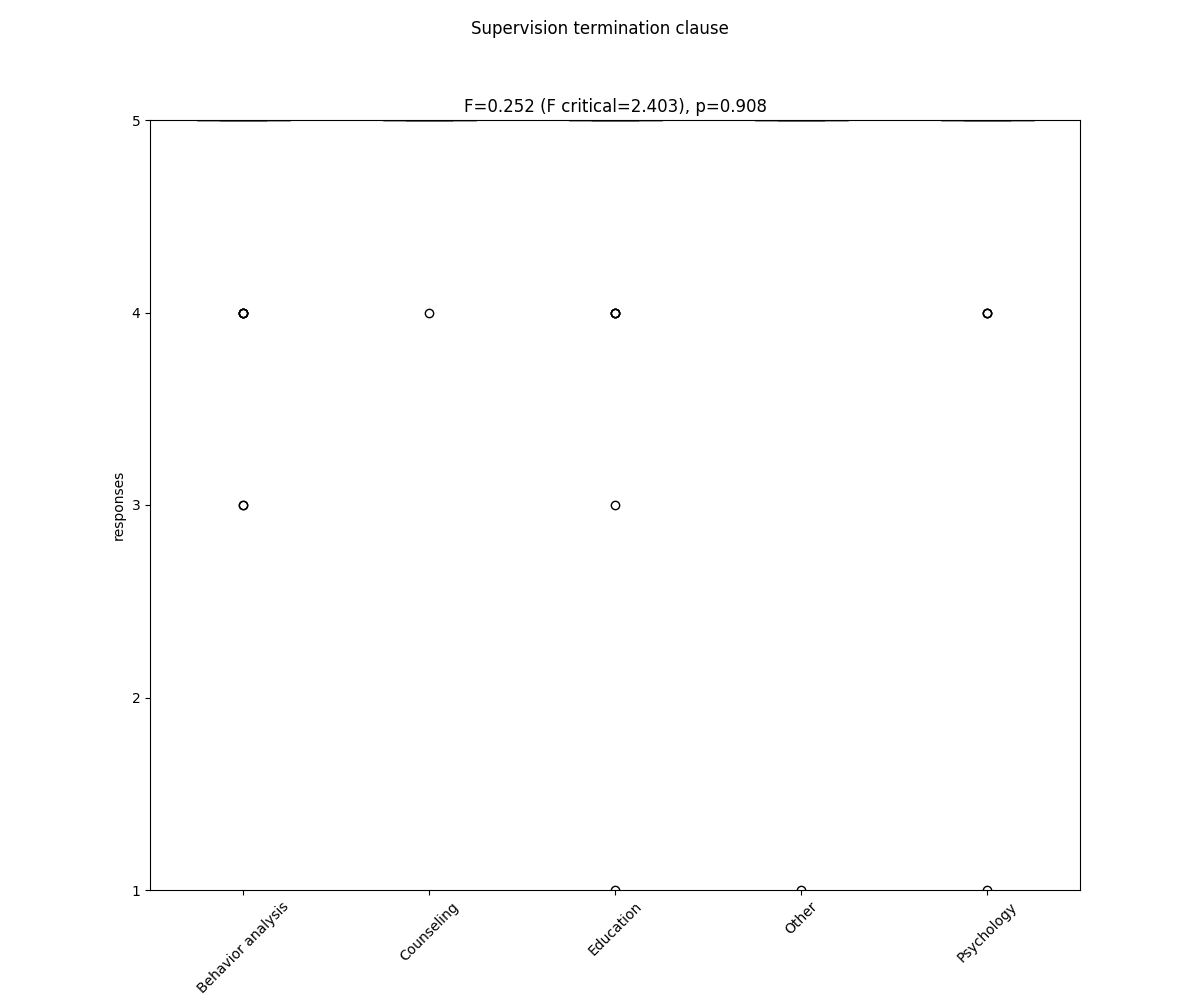 Supervision termination clause
F=0.252 (F critical=2.403), p=0.908
5
4
3
2
1
responses
Behavior analysis
Counseling
Education
Other
Psychology